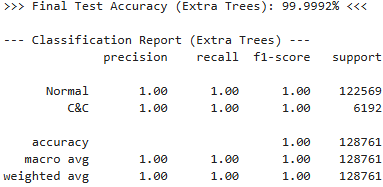 >>> Final Test Accuracy (Extra Trees): 99.9992% <<<
--- Classification Report (Extra Trees) ---
precision recall f1-score support
Normal 1.00 1.00 1.00 122569
C&C 1.00 1.00 1.00 6192
accuracy 1.00 128761
macro avg 1.00 1.00 1.00 128761
weighted avg 1.00 1.00 1.00 128761